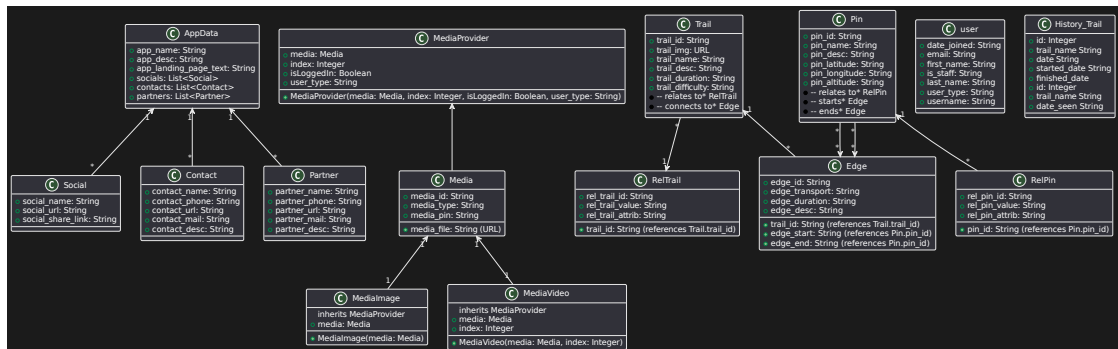 AppData
app_name: String
app_desc: String
app_landing_page_text: String
socials: List<Social>
contacts: List<Contact>
partners: List<Partner>
MediaProvider
media: Media
index: Integer
isLoggedIn: Boolean
user_type: String
MediaProvider(media: Media, index: Integer, isLoggedIn: Boolean, user_type: String)
Trail
trail_id: String
trail_img: URL
trail_name: String
trail_desc: String
trail_duration: String
trail_difficulty: String
-- relates to* RelTrail
-- connects to* Edge
Pin
pin_id: String
pin_name: String
pin_desc: String
pin_latitude: String
pin_longitude: String
pin_altitude: String
-- relates to* RelPin
-- starts* Edge
-- ends* Edge
user
date_joined: String
email: String
first_name: String
is_staff: String
last_name: String
user_type: String
username: String
History_Trail
id: Integer
trail_name String
date String
started_date String
finished_date
id: Integer
trail_name String
date_seen String
1
1
1
*
*
*
1
*
1
*
*
*
1
*
Social
social_name: String
social_url: String
social_share_link: String
Contact
contact_name: String
contact_phone: String
contact_url: String
contact_mail: String
contact_desc: String
Partner
partner_name: String
partner_phone: String
partner_url: String
partner_mail: String
partner_desc: String
Media
media_id: String
media_type: String
media_pin: String
media_file: String (URL)
RelTrail
rel_trail_id: String
rel_trail_value: String
rel_trail_attrib: String
trail_id: String (references Trail.trail_id)
Edge
edge_id: String
edge_transport: String
edge_duration: String
edge_desc: String
trail_id: String (references Trail.trail_id)
edge_start: String (references Pin.pin_id)
edge_end: String (references Pin.pin_id)
RelPin
rel_pin_id: String
rel_pin_value: String
rel_pin_attrib: String
pin_id: String (references Pin.pin_id)
1
1
1
1
MediaImage
inherits MediaProvider
media: Media
MediaImage(media: Media)
MediaVideo
inherits MediaProvider
media: Media
index: Integer
MediaVideo(media: Media, index: Integer)